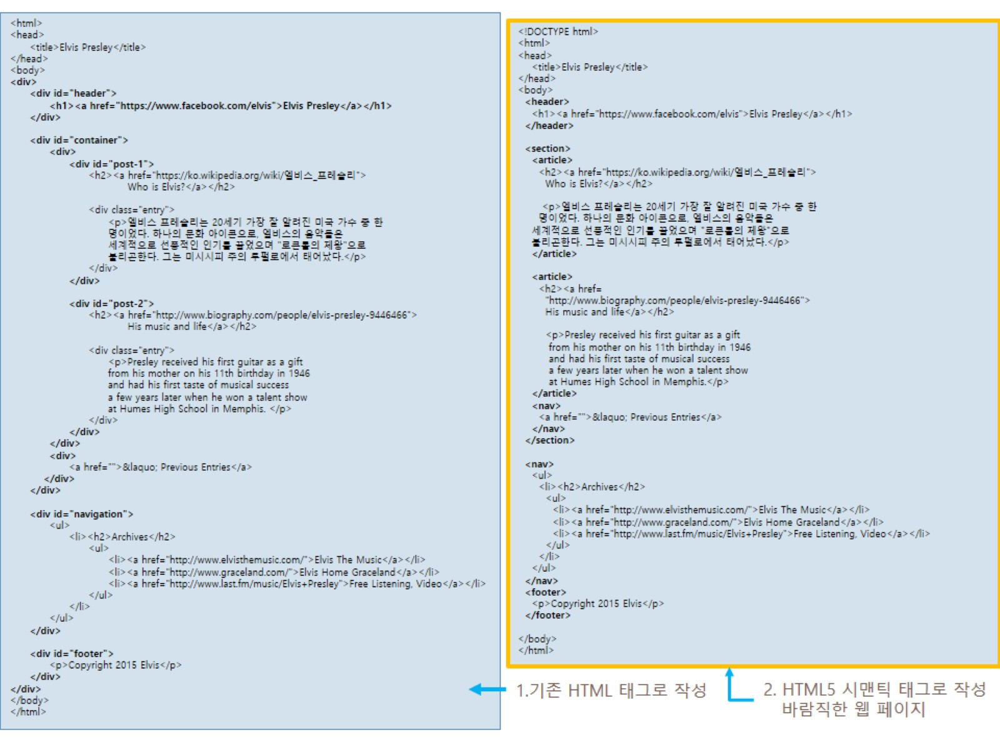 <html>
<head>
<title>Elvis Presley</title>
</head>
<body>
<div>
<div id="header">
<h1><a href="https://www.facebook.com/elvis">Elvis Presley</a></h1>
</div>
<div id="container">
<div>
<div id="post-1">
<h2><a href="https://ko.wikipedia.org/wiki/엘비스_프레슬리">
Who is Elvis?</a></h2>
<div class="entry">
<p>엘비스 프레슬리는 20세기 가장 잘 알려진 미국 가수 중 한
명이었다. 하나의 문화 아이콘으로, 엘비스의 음악들은
세계적으로 선풍적인 인기를 끌었으며 "로큰롤의 제왕"으로
불리곤한다. 그는 미시시피 주의 투펄로에서 태어났다.</p>
</div>
</div>
<div id="post-2">
<h2><a href="http://www.biography.com/people/elvis-presley-9446466">
His music and life</a></h2>
<div class="entry">
<p>Presley received his first guitar as a gift
from his mother on his 11th birthday in 1946
and had his first taste of musical success
a few years later when he won a talent show
at Humes High School in Memphis. </p>
</div>
</div>
</div>
<div>
<a href="">&laquo; Previous Entries</a>
</div>
</div>
<div id="navigation">
<ul>
<li><h2>Archives</h2>
<ul>
<li><a href="http://www.elvisthemusic.com/">Elvis The Music</a></li>
<li><a href="http://www.graceland.com/">Elvis Home Graceland</a></li>
<li><a href="http://www.last.fm/music/Elvis+Presley">Free Listening, Video</a></li>
</ul>
</li>
</ul>
</div>
<div id="footer">
<p>Copyright 2015 Elvis</p>
</div>
</div>
</body>
</html>
1.기존 HTML 태그로 작성
<!DOCTYPE html>
<html>
<head>
<title>Elvis Presley</title>
</head>
<body>
<header>
<h1><a href="https://www.facebook.com/elvis">Elvis Presley</a></h1>
</header>
<section>
<article>
<h2><a href="https://ko.wikipedia.org/wiki/엘비스_프레슬리">
Who is Elvis?</a></h2>
<p>엘비스 프레슬리는 20세기 가장 잘 알려진 미국 가수 중 한
명이었다. 하나의 문화 아이콘으로, 엘비스의 음악들은
세계적으로 선풍적인 인기를 끌었으며 "로큰롤의 제왕"으로
불리곤한다. 그는 미시시피 주의 투펄로에서 태어났다.</p>
</article>
<article>
<h2><a href=
"http://www.biography.com/people/elvis-presley-9446466">
His music and life</a></h2>
<p>Presley received his first guitar as a gift
from his mother on his 11th birthday in 1946
and had his first taste of musical success
a few years later when he won a talent show
at Humes High School in Memphis.</p>
</article>
<nav>
<a href="">&laquo; Previous Entries</a>
</nav>
</section>
<nav>
<ul>
<li><h2>Archives</h2>
<ul>
<li><a href="http://www.elvisthemusic.com/">Elvis The Music</a></li>
<li><a href="http://www.graceland.com/">Elvis Home Graceland</a></li>
<li><a href="http://www.last.fm/music/Elvis+Presley">Free Listening, Video</a></li>
</ul>
</li>
</ul>
</nav>
<footer>
<p>Copyright 2015 Elvis</p>
</footer>
</body>
</html>
2. HTML5 시맨틱 태그로 작성
바람직한 웹 페이지